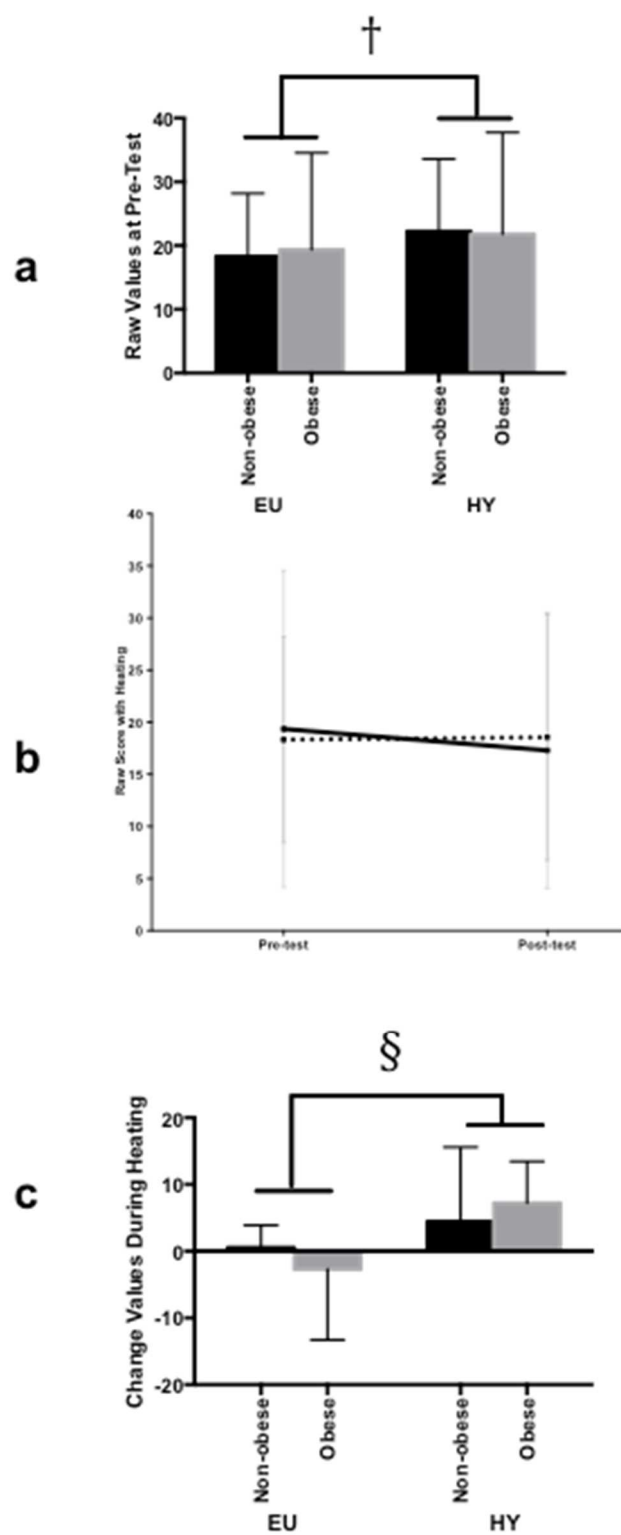 †
a
Raw Values at Pre-Test
40
30
20
10
0
Non-obese
Obese
Non-obese
Obese
EU
HY
b
Raw Score with Heating
40
35
30
25
20
15
10
5
0
Pre-test
Post-test
§
c
Change Values During Heating
20
10
0
-10
-20
Non-obese
Obese
Non-obese
Obese
EU
HY